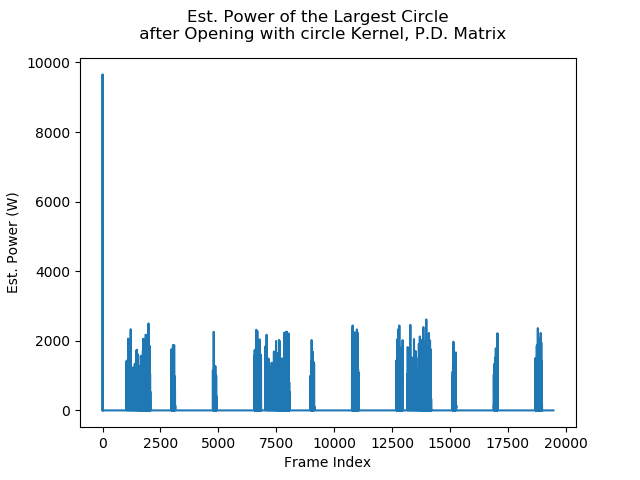 Est. Power of the Largest Circle
after Opening with circle Kernel, P.D. Matrix
10000
8000
6000
4000
2000
0
Est. Power (W)
0 2500 5000 7500 10000 12500 15000 17500 20000
Frame Index